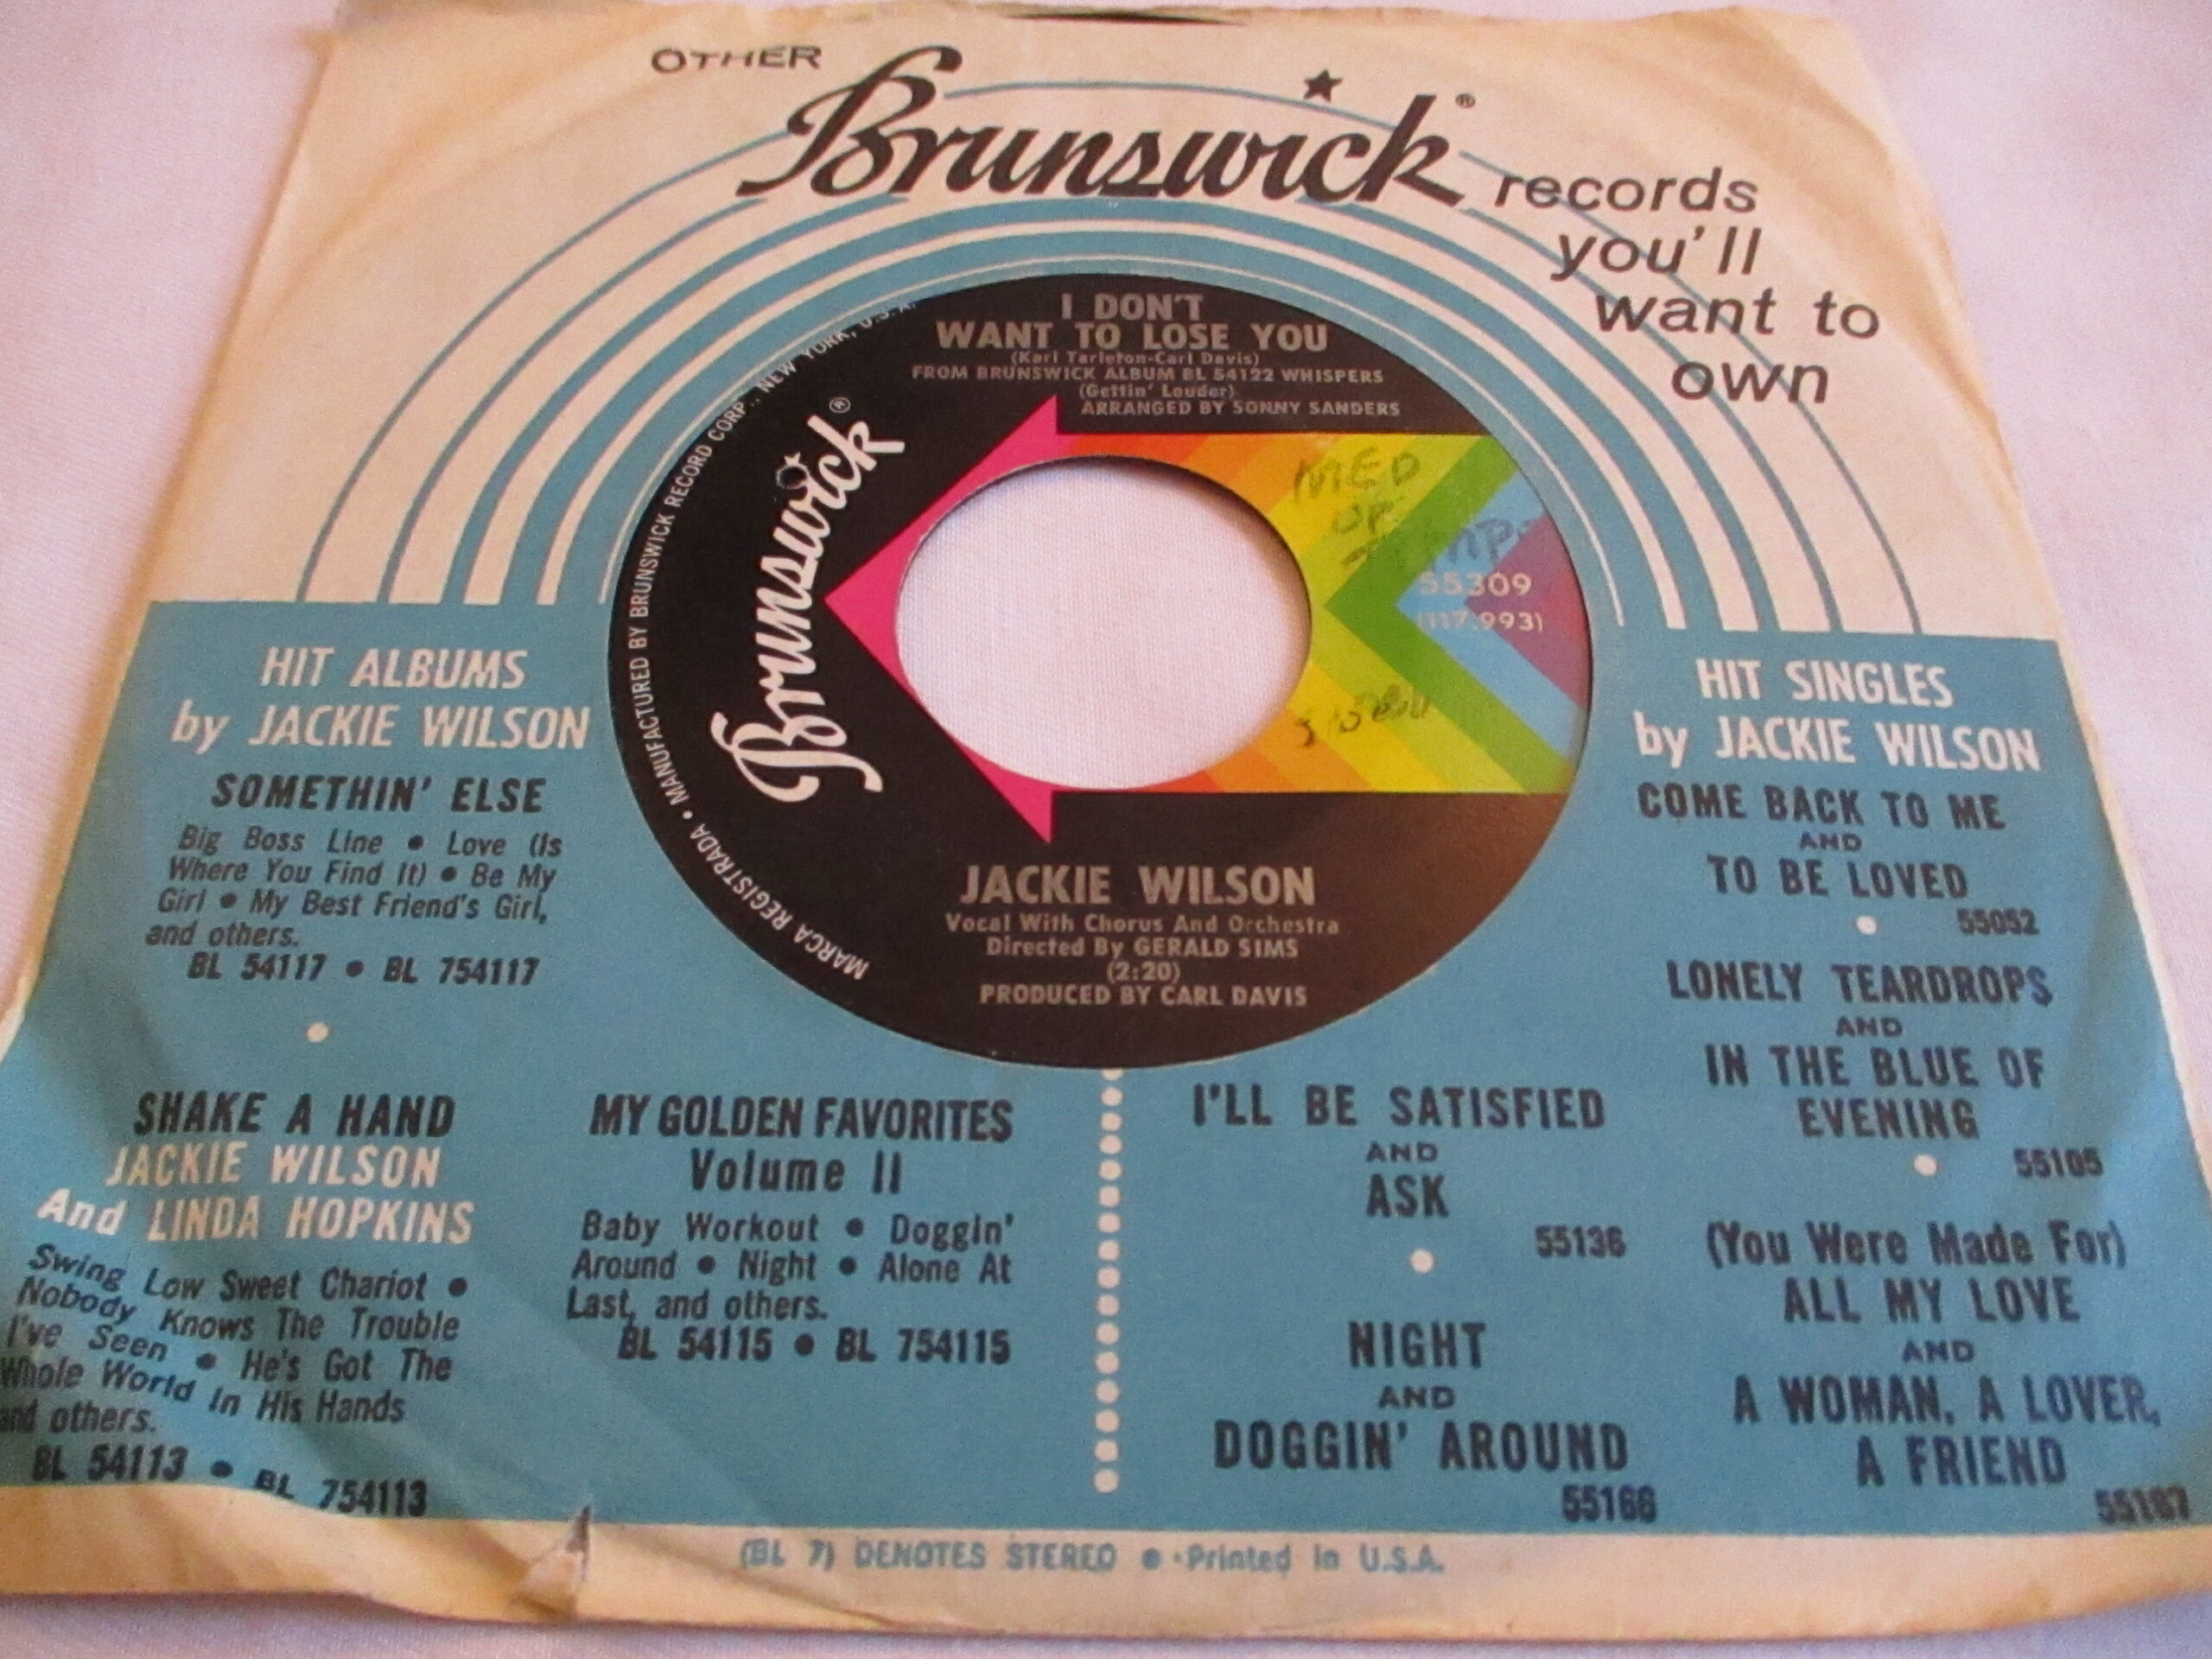 OTHER
Brunswick®
records
you'll
want to
own
I DON'T
WANT TO LOSE YOU
(Karl Tarleton-Carl Davis)
FROM BRUNSWICK ALBUM BL 54122 WHISPERS
(Gettin' Louder)
ARRANGED BY SONNY SANDERS
MED
UP
55309
(117,993)
Brunswick®
MARCA REGISTRADA • MANUFACTURED BY BRUNSWICK RECORD CORP., NEW YORK, U.S.A.
JACKIE WILSON
Vocal With Chorus And Orchestra
Directed By GERALD SIMS
(2:20)
PRODUCED BY CARL DAVIS
HIT ALBUMS
by JACKIE WILSON
SOMETHIN' ELSE
Big Boss Line • Love (Is
Where You Find It) • Be My
Girl • My Best Friend's Girl,
and others.
BL 54117 • BL 754117
SHAKE A HAND
JACKIE WILSON
And LINDA HOPKINS
Swing Low Sweet Chariot •
Nobody Knows The Trouble
I've Seen • He's Got The
Whole World In His Hands
and others.
BL 54113 • BL 754113
MY GOLDEN FAVORITES
Volume II
Baby Workout • Doggin'
Around • Night • Alone At
Last, and others.
BL 54115 • BL 754115
HIT SINGLES
by JACKIE WILSON
COME BACK TO ME
AND
TO BE LOVED
55052
LONELY TEARDROPS
AND
IN THE BLUE OF
EVENING
55105
I'LL BE SATISFIED
AND
ASK
55136
NIGHT
AND
DOGGIN' AROUND
55166
(You Were Made For)
ALL MY LOVE
AND
A WOMAN, A LOVER,
A FRIEND
55167
(BL 7) DENOTES STEREO • Printed in U.S.A.